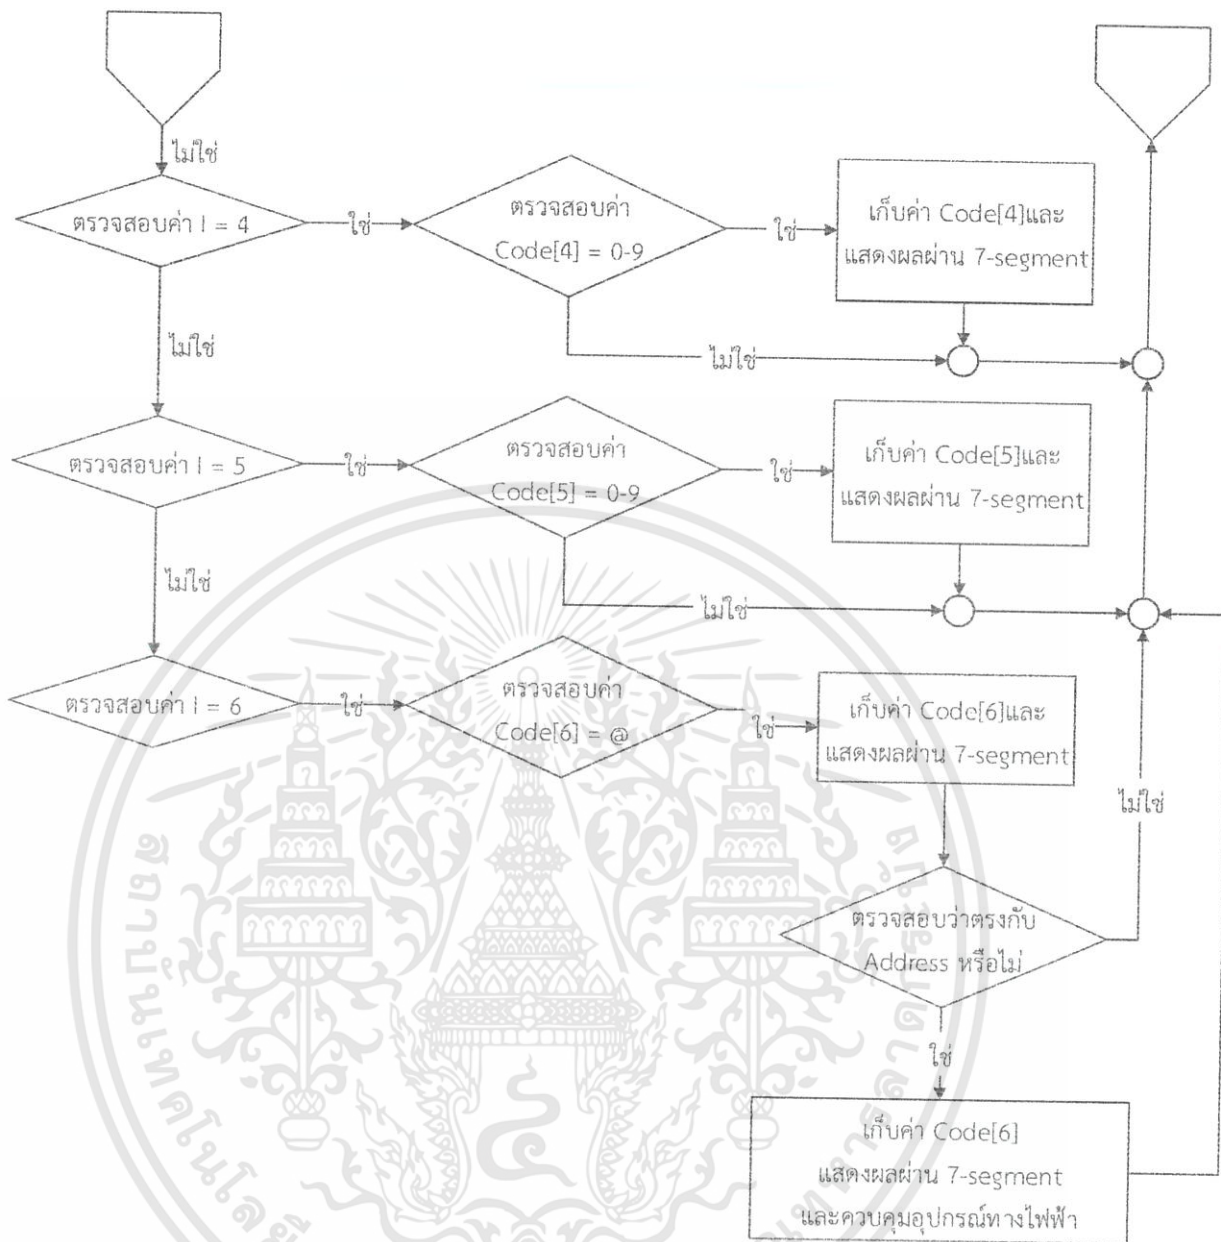 ไม่ใช่
ตรวจสอบค่า I = 4
ใช่
ตรวจสอบค่า
Code[4] = 0-9
ใช่
เก็บค่า Code[4]และ
แสดงผลผ่าน 7-segment
ไม่ใช่
ไม่ใช่
ตรวจสอบค่า I = 5
ใช่
ตรวจสอบค่า
Code[5] = 0-9
ใช่
เก็บค่า Code[5]และ
แสดงผลผ่าน 7-segment
ไม่ใช่
ไม่ใช่
ตรวจสอบค่า I = 6
ใช่
ตรวจสอบค่า
Code[6] = @
ใช่
เก็บค่า Code[6]และ
แสดงผลผ่าน 7-segment
ไม่ใช่
ตรวจสอบว่าตรงกับ
Address หรือไม่
ใช่
เก็บค่า Code[6]
แสดงผลผ่าน 7-segment
และควบคุมอุปกรณ์ทางไฟฟ้า